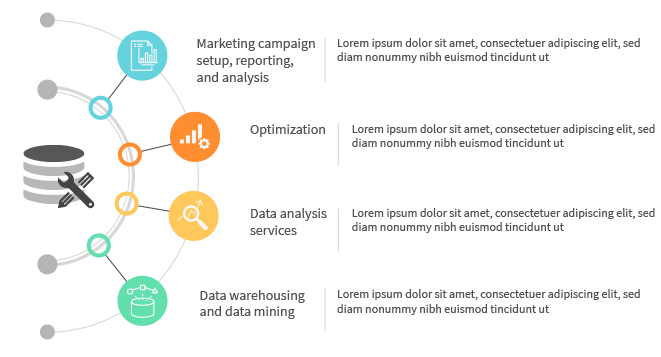 Marketing campaign
setup, reporting,
and analysis
Lorem ipsum dolor sit amet, consectetuer adipiscing elit, sed
diam nonummy nibh euismod tincidunt ut
Optimization
Lorem ipsum dolor sit amet, consectetuer adipiscing elit, sed
diam nonummy nibh euismod tincidunt ut
Data analysis
services
Lorem ipsum dolor sit amet, consectetuer adipiscing elit, sed
diam nonummy nibh euismod tincidunt ut
Data warehousing
and data mining
Lorem ipsum dolor sit amet, consectetuer adipiscing elit, sed
diam nonummy nibh euismod tincidunt ut